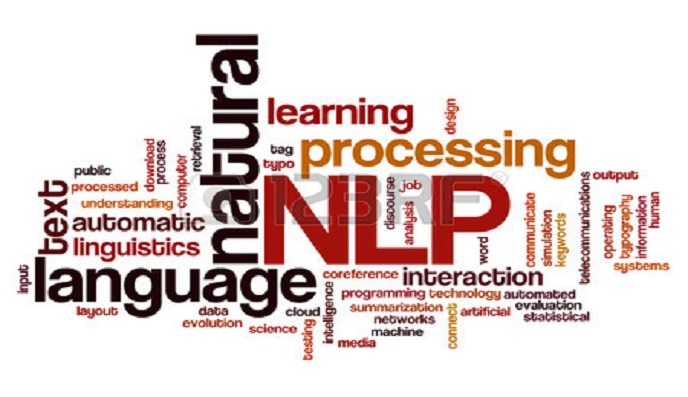 natural
learning
design
processing
tag
typo
NLP
retrieval
download
process
computer
public
processed
understanding
text
automatic
linguistics
input
language
layout
data
evolution
cloud
science
testing
intelligence
media
coreference
interaction
programming
technology
automated
summarization
networks
machine
connect
artificial
evaluation
statistical
discourse
analysis
job
word
communicate
simulation
keywords
telecommunications
output
operating
typography
information
human
systems
123RF